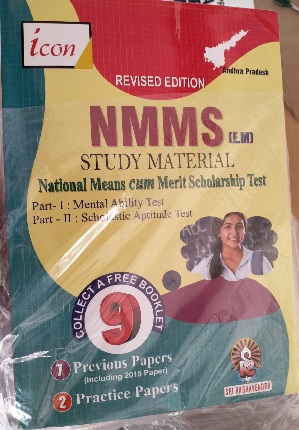 icon
Andhra Pradesh
REVISED EDITION
NMMS (E.M)
STUDY MATERIAL
National Means cum Merit Scholarship Test
Part- I : Mental Ability Test
Part - II : Scholastic Aptitude Test
COLLECT A FREE BOOKLET
9
7 Previous Papers
(Including 2019 Paper)
2 Practice Papers
SRI RAGHAVENDRA